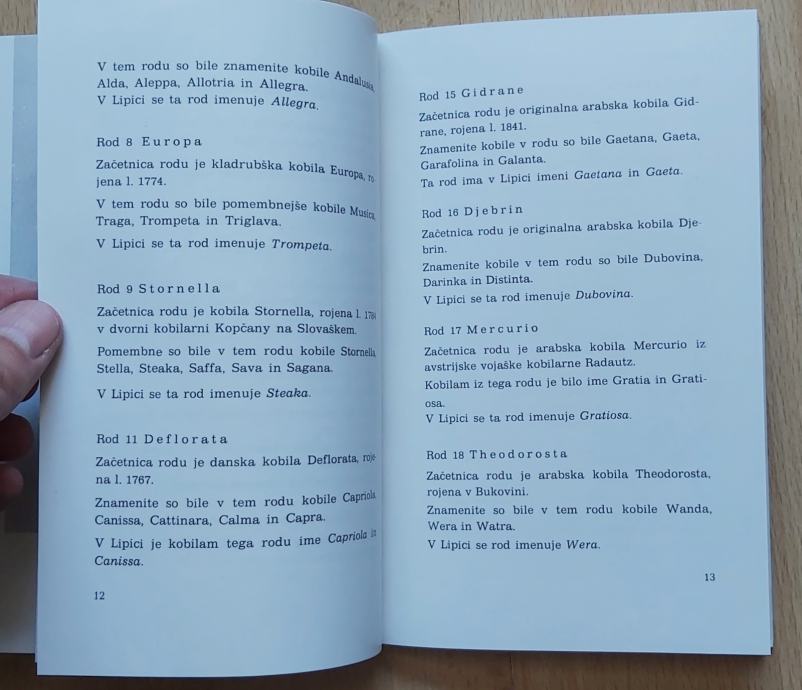 V tem rodu so bile znamenite kobile Andalusia,
Alda, Aleppa, Allotria in Allegra.
V Lipici se ta rod imenuje Allegra.
Rod 8 Europa
Začetnica rodu je kladrubška kobila Europa, ro-
jena l. 1774.
V tem rodu so bile pomembnejše kobile Musica,
Traga, Trompeta in Triglava.
V Lipici se ta rod imenuje Trompeta.
Rod 9 Stornella
Začetnica rodu je kobila Stornella, rojena l. 1784
v dvorni kobilarni Kopčany na Slovaškem.
Pomembne so bile v tem rodu kobile Stornella
Stella, Steaka, Saffa, Sava in Sagana.
V Lipici se ta rod imenuje Steaka.
Rod 11 Deflorata
Začetnica rodu je danska kobila Deflorata, roje-
na l. 1767.
Znamenite so bile v tem rodu kobile Capriola,
Canissa, Cattinara, Calma in Capra.
V Lipici je kobilam tega rodu ime Capriola in
Canissa.
12
Rod 15 Gidrane
Začetnica rodu je originalna arabska kobila Gid-
rane, rojena l. 1841.
Znamenite kobile v rodu so bile Gaetana, Gaeta,
Garafolina in Galanta.
Ta rod ima v Lipici imeni Gaetana in Gaeta.
Rod 16 Djebrin
Začetnica rodu je originalna arabska kobila Dje-
brin.
Znamenite kobile v tem rodu so bile Dubovina,
Darinka in Distinta.
V Lipici se ta rod imenuje Dubovina.
Rod 17 Mercurio
Začetnica rodu je arabska kobila Mercurio iz
avstrijske vojaške kobilarne Radautz.
Kobilam iz tega rodu je bilo ime Gratia in Grati-
osa.
V Lipici se ta rod imenuje Gratiosa.
Rod 18 Theodorosta
Začetnica rodu je arabska kobila Theodorosta,
rojena v Bukovini.
Znamenite so bile v tem rodu kobile Wanda,
Wera in Watra.
V Lipici se rod imenuje Wera.
13